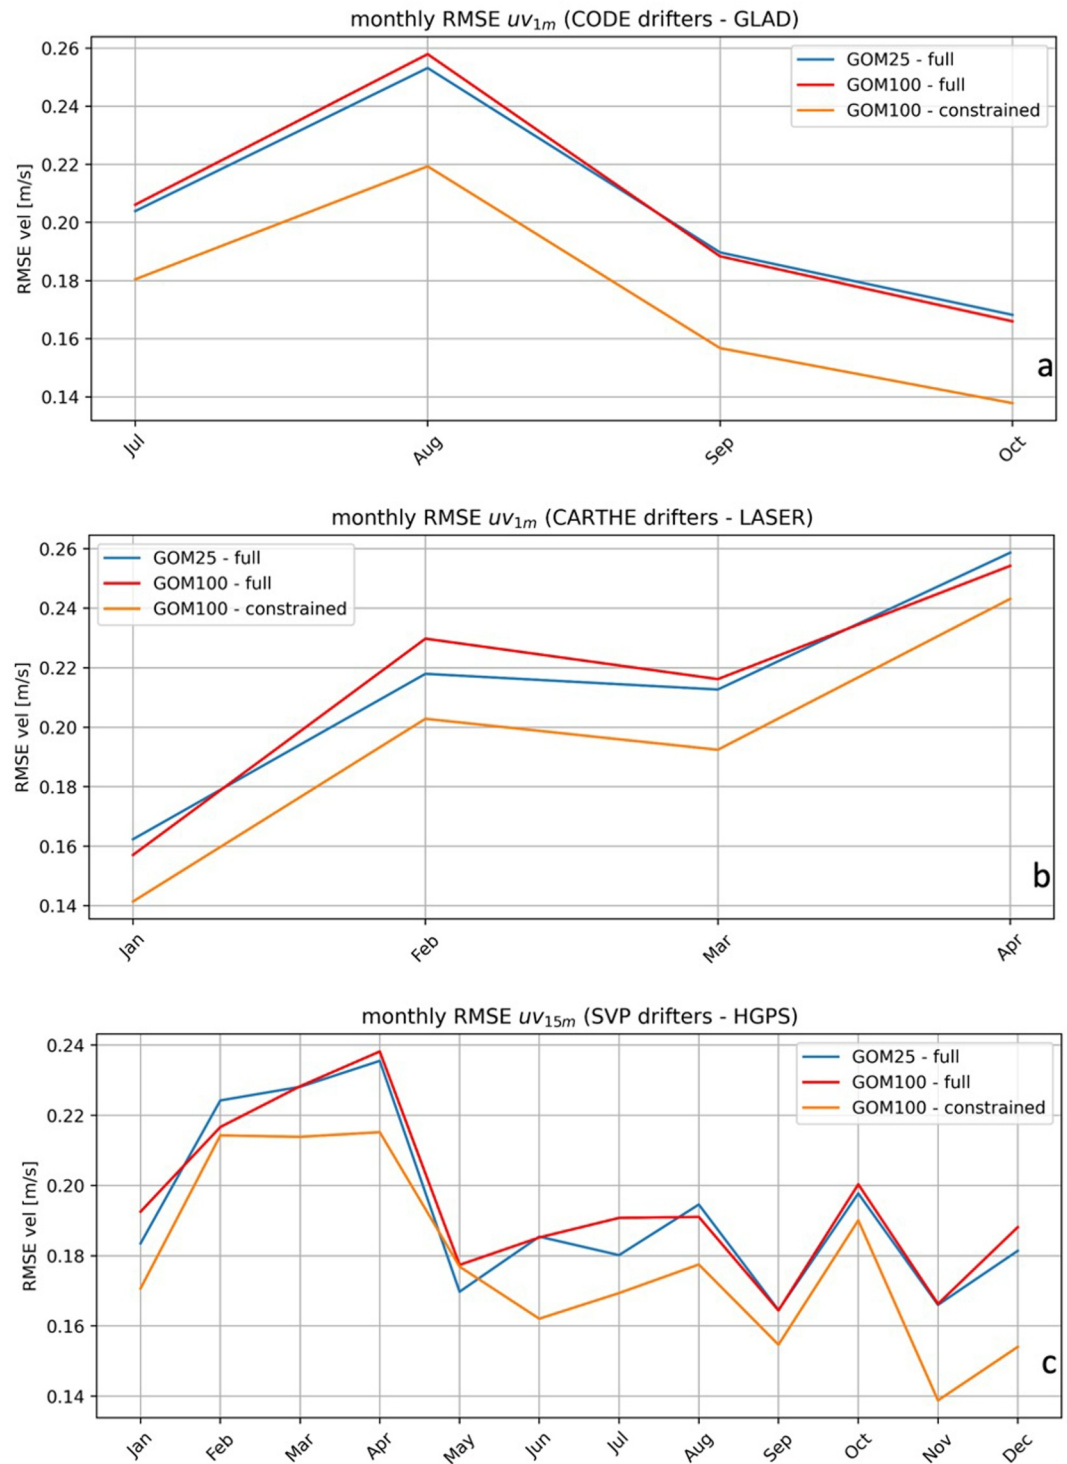 monthly RMSE uv1m (CODE drifters - GLAD)
0.26
0.24
0.22
0.20
0.18
0.16
0.14
RMSE vel [m/s]
GOM25 - full
GOM100 - full
GOM100 - constrained
a
Jul Aug Sep Oct
monthly RMSE uv1m (CARTHE drifters - LASER)
0.26
0.24
0.22
0.20
0.18
0.16
0.14
RMSE vel [m/s]
GOM25 - full
GOM100 - full
GOM100 - constrained
b
Jan Feb Mar Apr
monthly RMSE uv15m (SVP drifters - HGPS)
0.24
0.22
0.20
0.18
0.16
0.14
RMSE vel [m/s]
GOM25 - full
GOM100 - full
GOM100 - constrained
c
Jan Feb Mar Apr May Jun Jul Aug Sep Oct Nov Dec